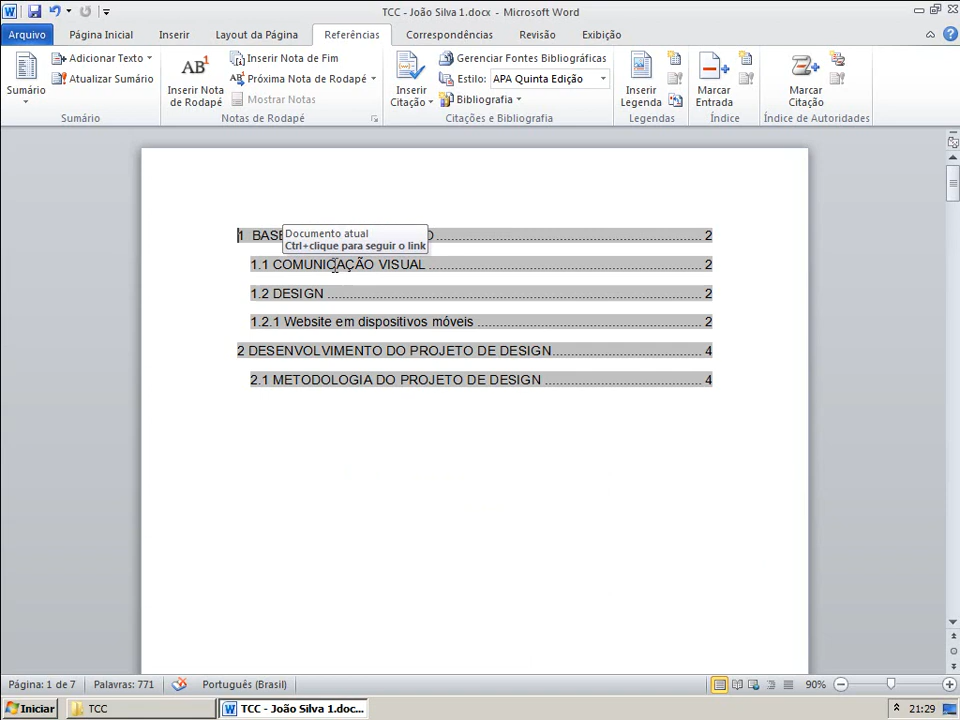 TCC - João Silva 1.docx - Microsoft Word
Arquivo Página Inicial Inserir Layout da Página Referências Correspondências Revisão Exibição
Sumário
Adicionar Texto
Atualizar Sumário
Sumário
AB¹
Inserir Nota de Rodapé
Inserir Nota de Fim
Próxima Nota de Rodapé
Mostrar Notas
Notas de Rodapé
Inserir Citação
Gerenciar Fontes Bibliográficas
Estilo: APA Quinta Edição
Bibliografia
Citações e Bibliografia
Inserir Legenda
Legendas
Marcar Entrada
Índice
Marcar Citação
Índice de Autoridades
1 BASE O 2
Documento atual
Ctrl+clique para seguir o link
1.1 COMUNICAÇÃO VISUAL 2
1.2 DESIGN 2
1.2.1 Website em dispositivos móveis 2
2 DESENVOLVIMENTO DO PROJETO DE DESIGN 4
2.1 METODOLOGIA DO PROJETO DE DESIGN 4
Página: 1 de 7 Palavras: 771 Português (Brasil) 90%
Iniciar TCC TCC - João Silva 1.doc... 21:29